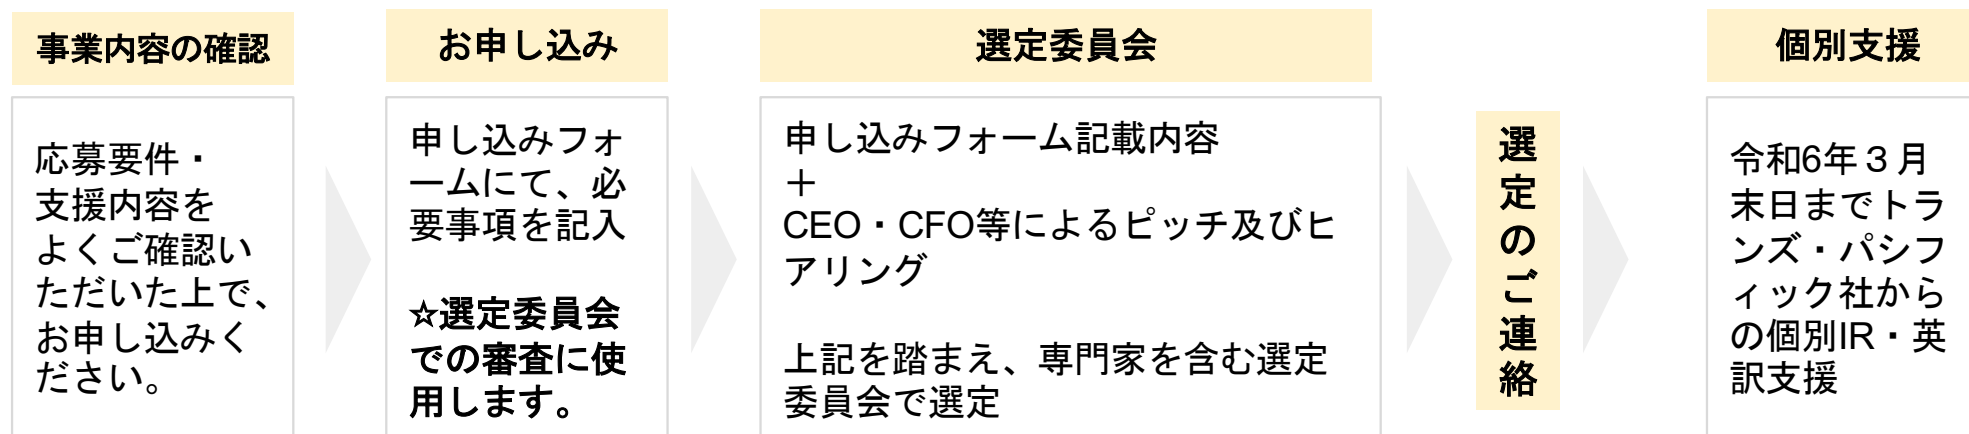 事業内容の確認
応募要件・
支援内容を
よくご確認い
ただいた上で、
お申し込みく
ださい。
お申し込み
申し込みフォ
ームにて、必
要事項を記入
☆選定委員会
での審査に使
用します。
選定委員会
申し込みフォーム記載内容
＋
CEO・CFO等によるピッチ及びヒ
アリング
上記を踏まえ、専門家を含む選定
委員会で選定
選定のご連絡
個別支援
令和6年３月
末日までトラ
ンズ・パシフ
ィック社から
の個別IR・英
訳支援